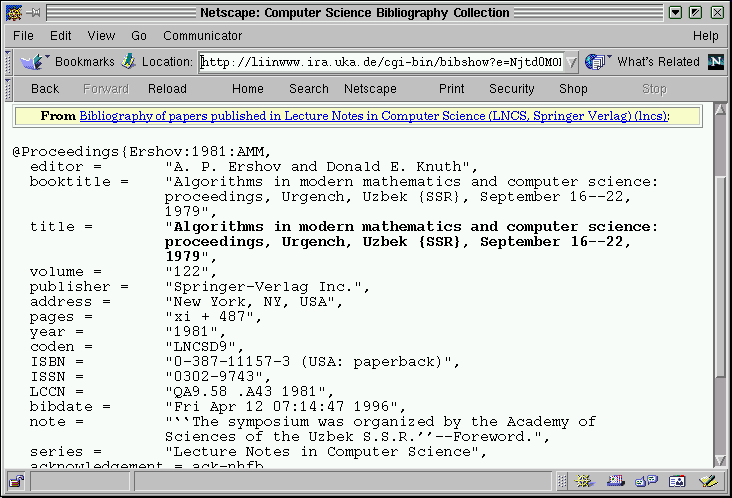 Netscape: Computer Science Bibliography Collection
File Edit View Go Communicator Help
Bookmarks Location: http://liinwww.ira.uka.de/cgi-bin/bibshow?e=Njtd0MO What's Related
Back Forward Reload Home Search Netscape Print Security Shop Stop
From Bibliography of papers published in Lecture Notes in Computer Science (LNCS, Springer Verlag) (lncs):
@Proceedings{Ershov:1981:AMM,
editor = "A. P. Ershov and Donald E. Knuth",
booktitle = "Algorithms in modern mathematics and computer science:
proceedings, Urgench, Uzbek {SSR}, September 16--22,
1979",
title = "Algorithms in modern mathematics and computer science:
proceedings, Urgench, Uzbek {SSR}, September 16--22,
1979",
volume = "122",
publisher = "Springer-Verlag Inc.",
address = "New York, NY, USA",
pages = "xi + 487",
year = "1981",
coden = "LNCSD9",
ISBN = "0-387-11157-3 (USA: paperback)",
ISSN = "0302-9743",
LCCN = "QA9.58 .A43 1981",
bibdate = "Fri Apr 12 07:14:47 1996",
note = "``The symposium was organized by the Academy of
Sciences of the Uzbek S.S.R.''--Foreword.",
series = "Lecture Notes in Computer Science",
acknowledgement = ack-nhfb